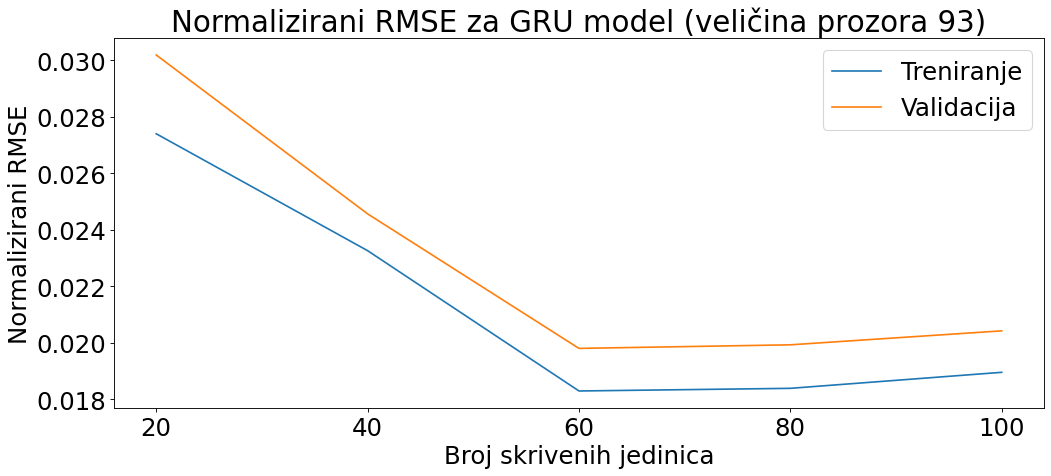 Normalizirani RMSE za GRU model (veličina prozora 93)
Treniranje
Validacija
Normalizirani RMSE
0.030
0.028
0.026
0.024
0.022
0.020
0.018
20 40 60 80 100
Broj skrivenih jedinica